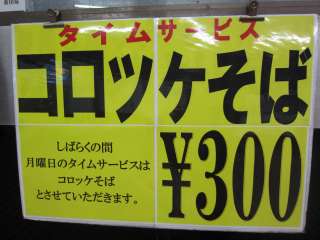 タイムサービス
コロッケそば
しばらくの間
月曜日のタイムサービスは
コロッケそば
とさせていただきます。
¥300